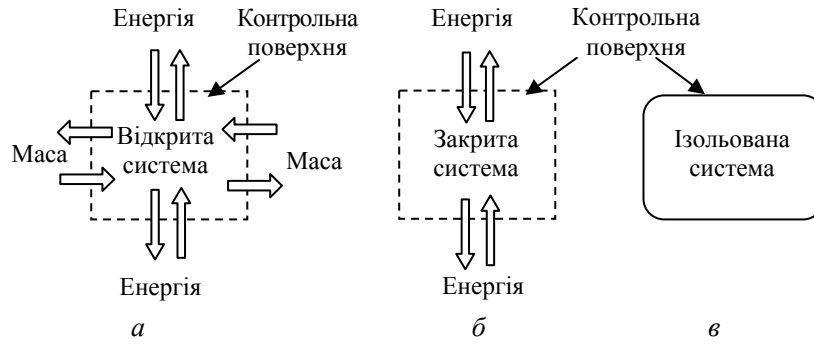 Енергія
Контрольна
поверхня
Відкрита
система
Маса
Маса
Енергія
а
Енергія
Контрольна
поверхня
Закрита
система
Енергія
б
Ізольована
система
в